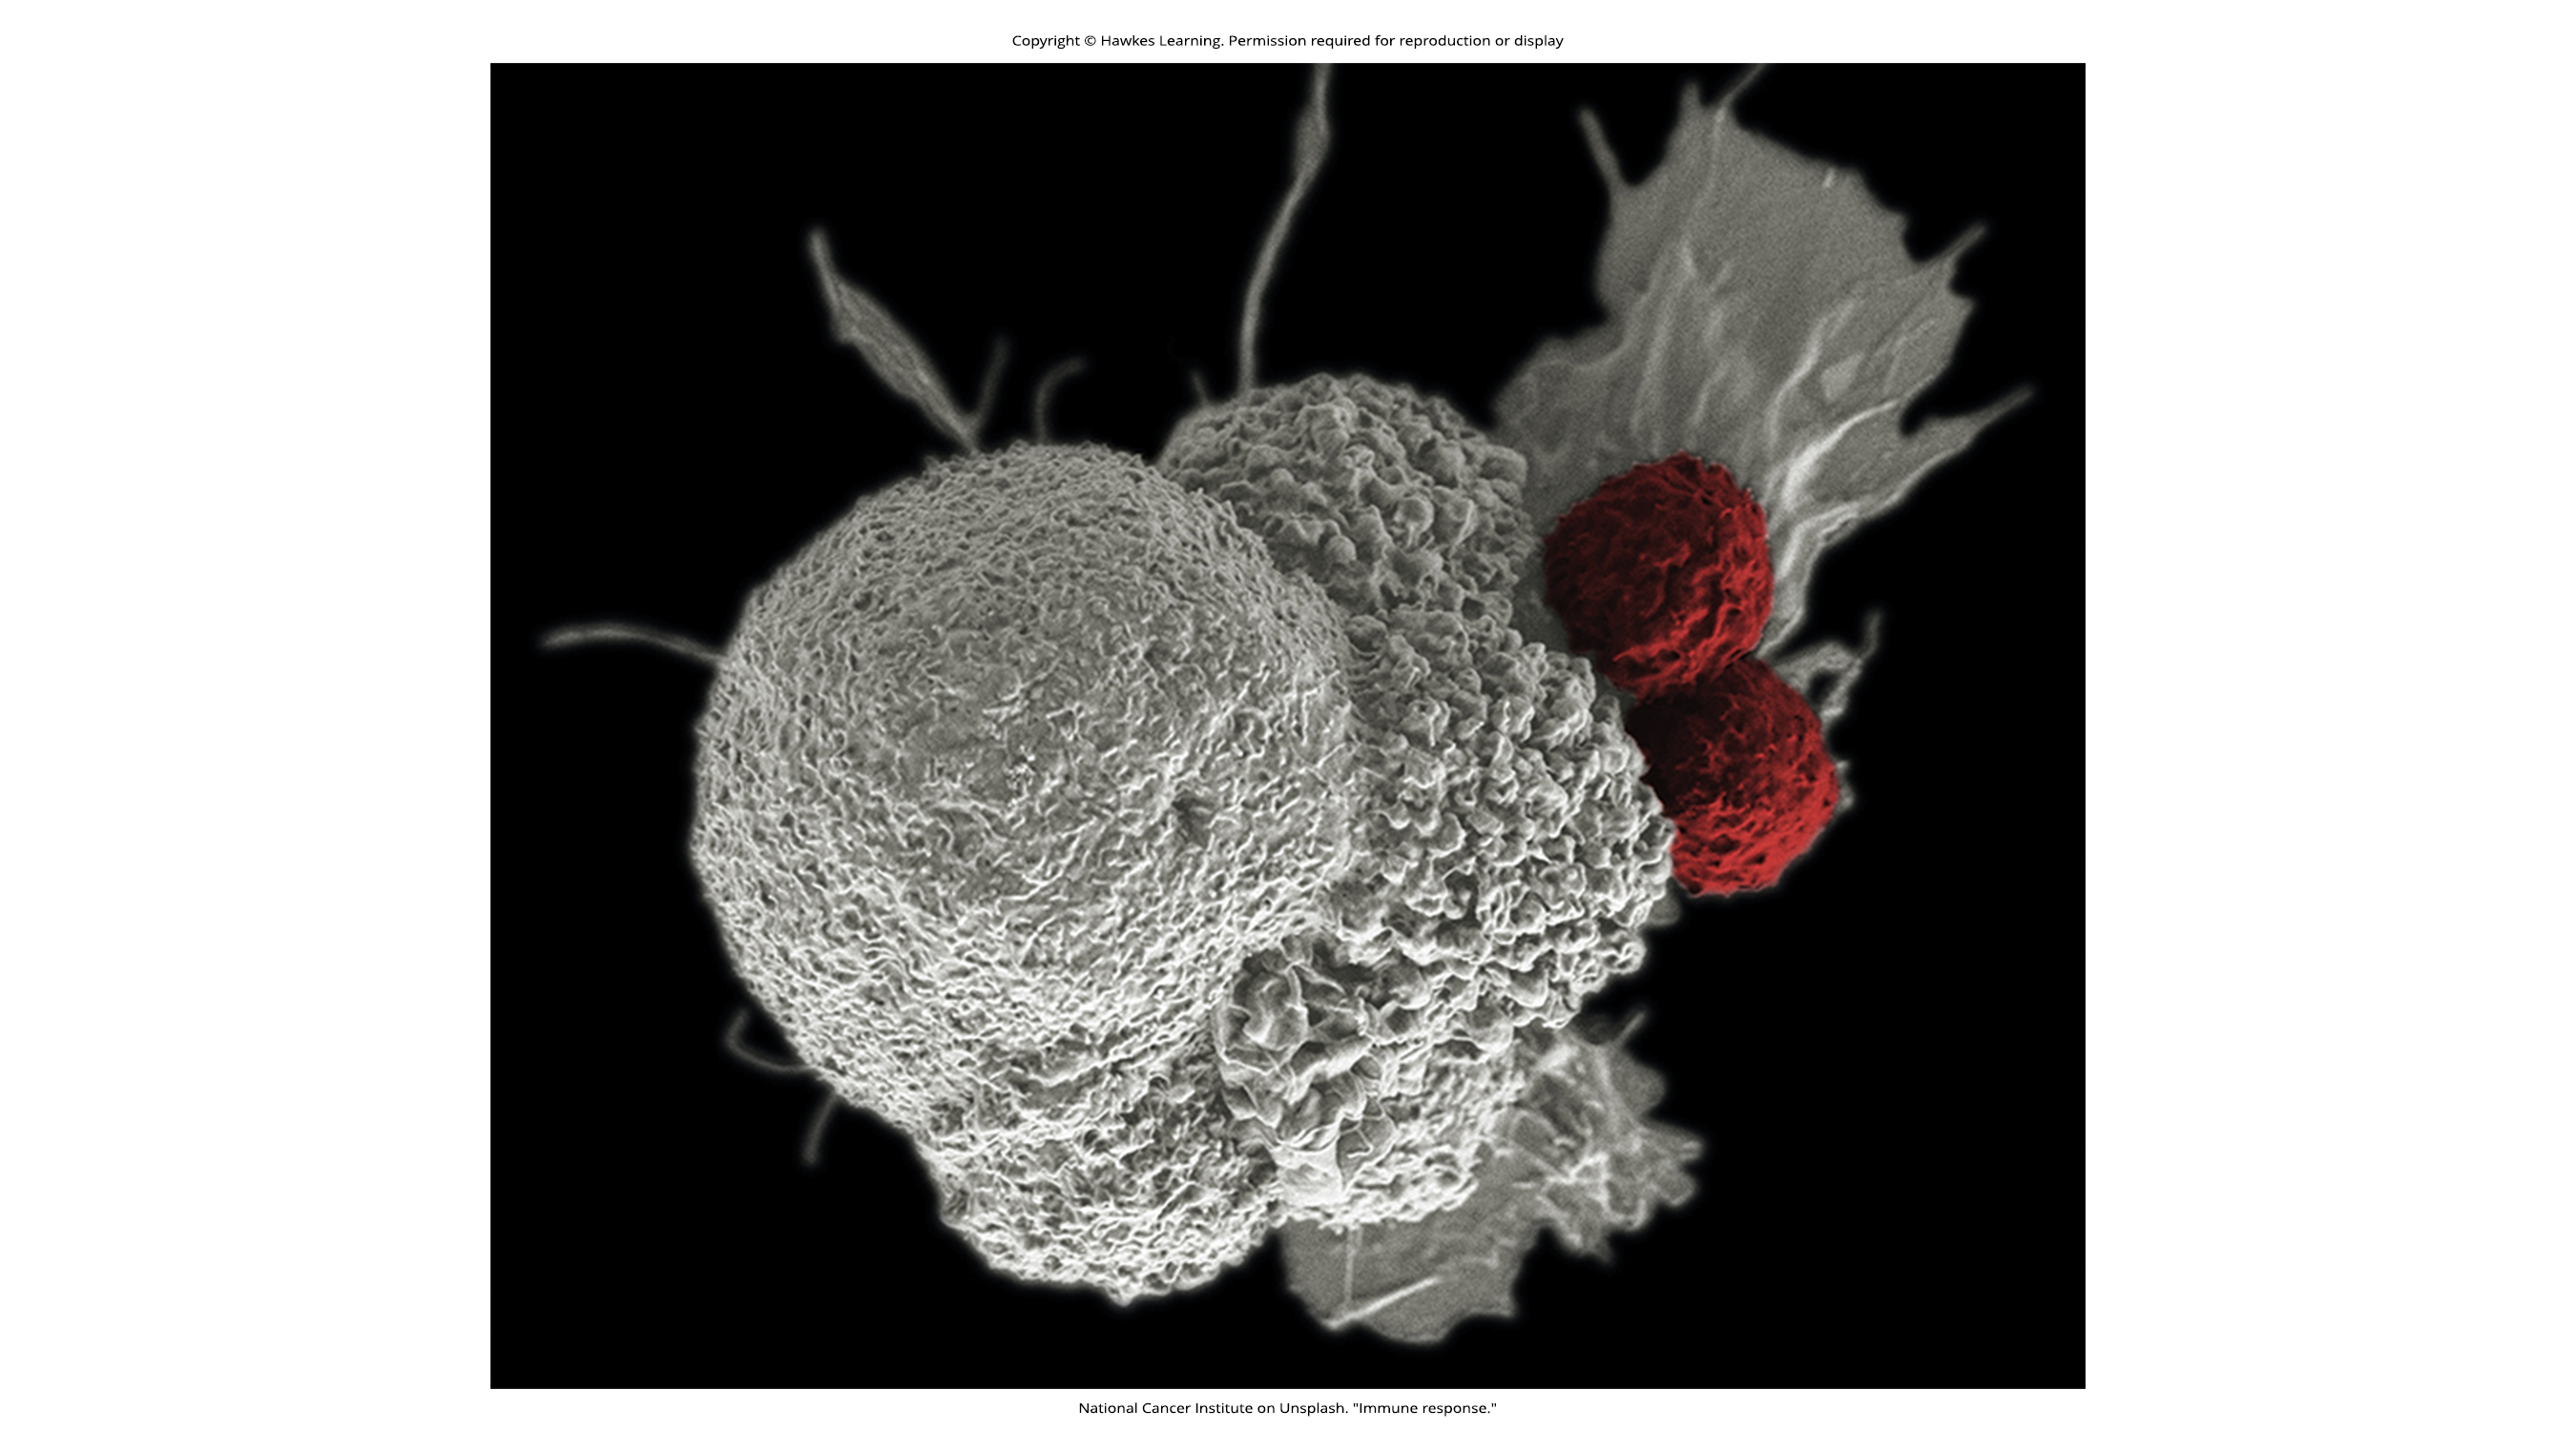 Copyright © Hawkes Learning. Permission required for reproduction or display
National Cancer Institute on Unsplash. "Immune response."